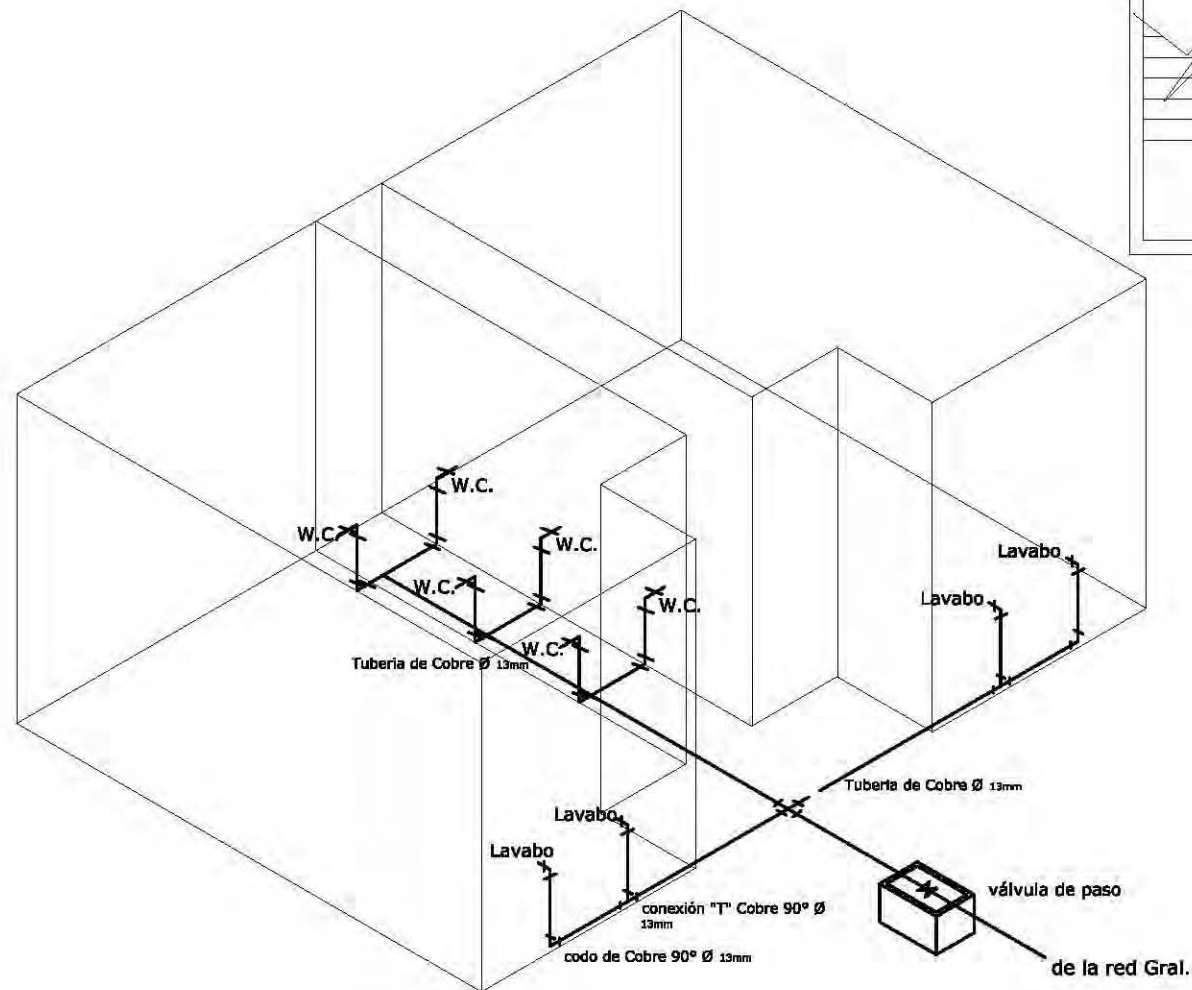 W.C.
W.C.
W.C.
W.C.
W.C.
W.C.
Tuberia de Cobre Ø 13mm
Lavabo
Lavabo
Tuberia de Cobre Ø 13mm
Lavabo
Lavabo
válvula de paso
conexión "T" Cobre 90° Ø
13mm
codo de Cobre 90° Ø 13mm
de la red Gral.